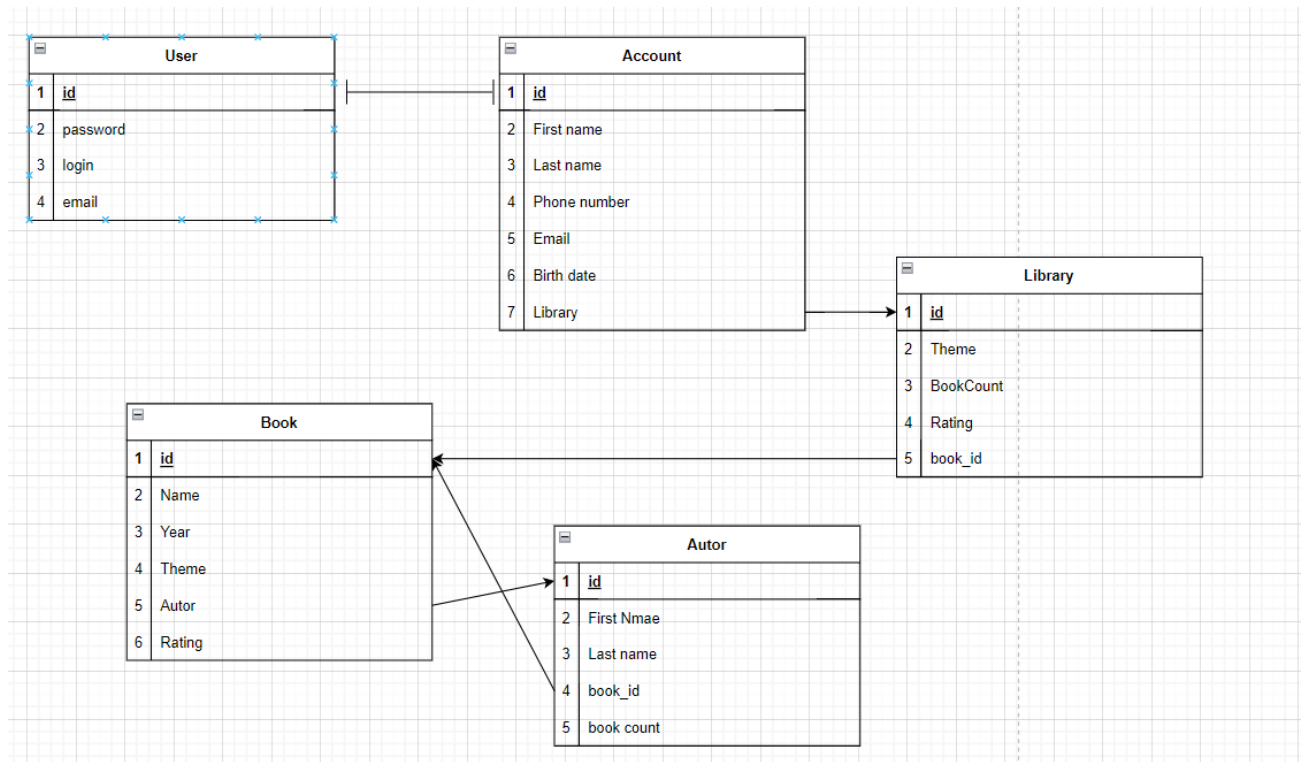 User
1 id
2 password
3 login
4 email
Account
1 id
2 First name
3 Last name
4 Phone number
5 Email
6 Birth date
7 Library
Library
1 id
2 Theme
3 BookCount
4 Rating
5 book_id
Book
1 id
2 Name
3 Year
4 Theme
5 Autor
6 Rating
Autor
1 id
2 First Nmae
3 Last name
4 book_id
5 book count